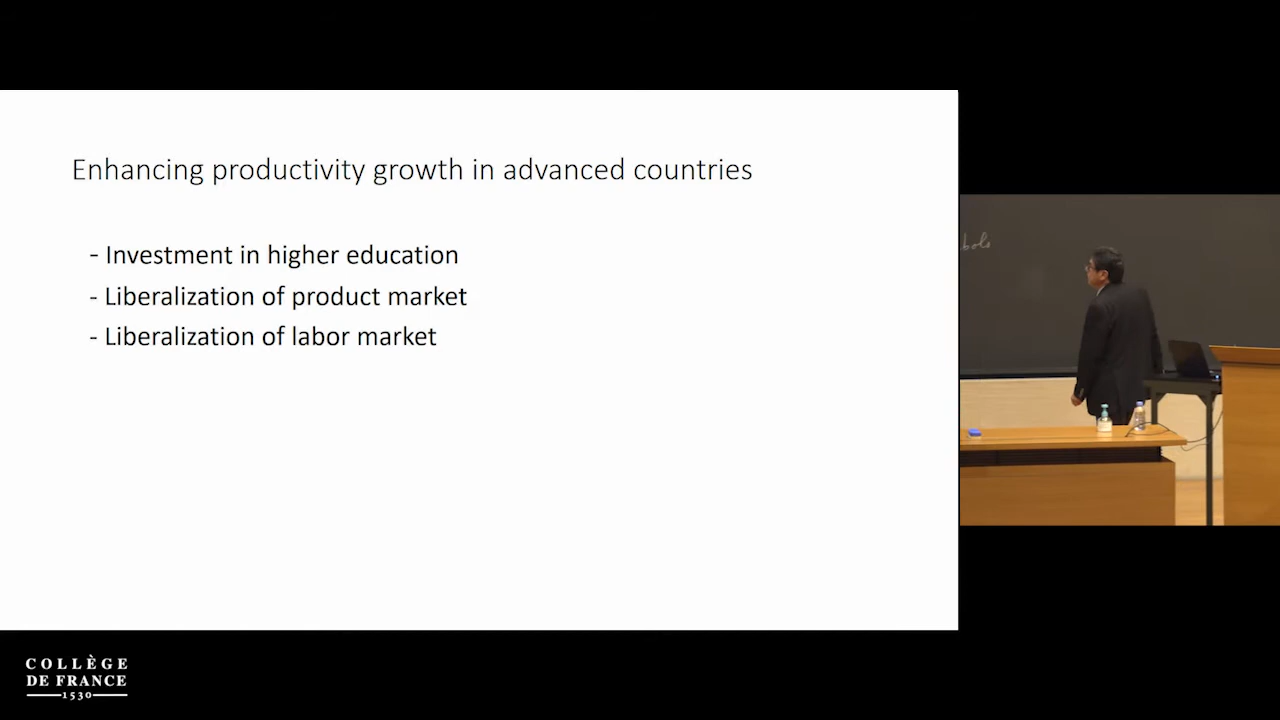 Enhancing productivity growth in advanced countries
- Investment in higher education
- Liberalization of product market
- Liberalization of labor market
COLLÈGE
DE FRANCE
1530